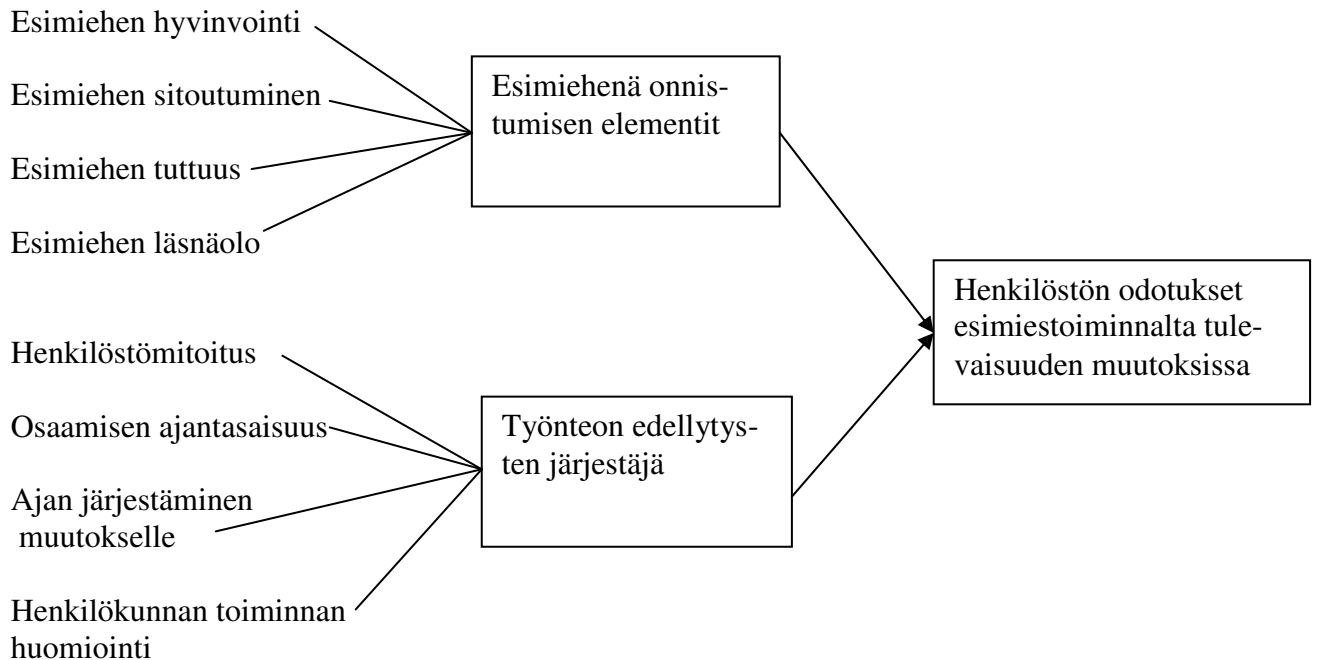 Esimiehen hyvinvointi
Esimiehen sitoutuminen
Esimiehen tuttuus
Esimiehen läsnäolo
Esimiehenä onnis-
tumisen elementit
Henkilöstömitoitus
Osaamisen ajantasaisuus
Ajan järjestäminen
muutokselle
Henkilökunnan toiminnan
huomiointi
Työnteon edellytys-
ten järjestäjä
Henkilöstön odotukset
esimiestoiminnalta tule-
vaisuuden muutoksissa